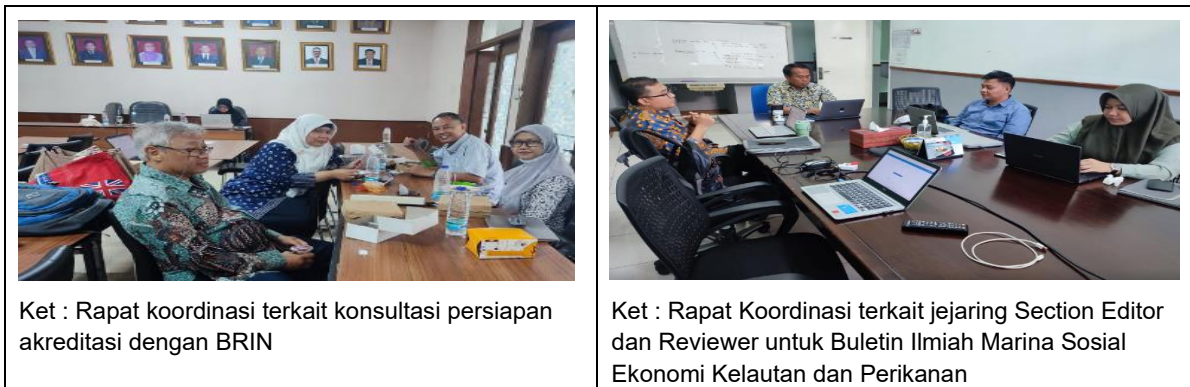 Ket : Rapat koordinasi terkait konsultasi persiapan
akreditasi dengan BRIN
Ket : Rapat Koordinasi terkait jejaring Section Editor
dan Reviewer untuk Buletin Ilmiah Marina Sosial
Ekonomi Kelautan dan Perikanan